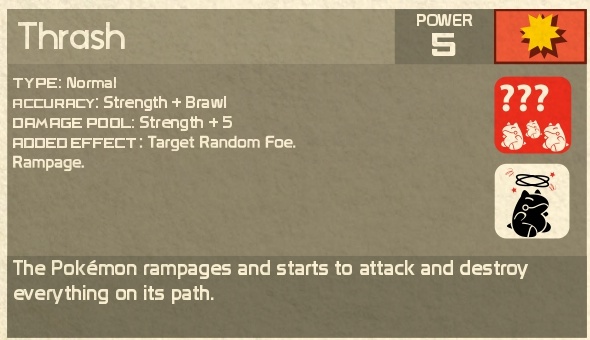 Thrash
POWER
5
TYPE: Normal
ACCURACY: Strength + Brawl
DAMAGE POOL: Strength + 5
ADDED EFFECT: Target Random Foe.
Rampage.
???
The Pokémon rampages and starts to attack and destroy
everything on its path.